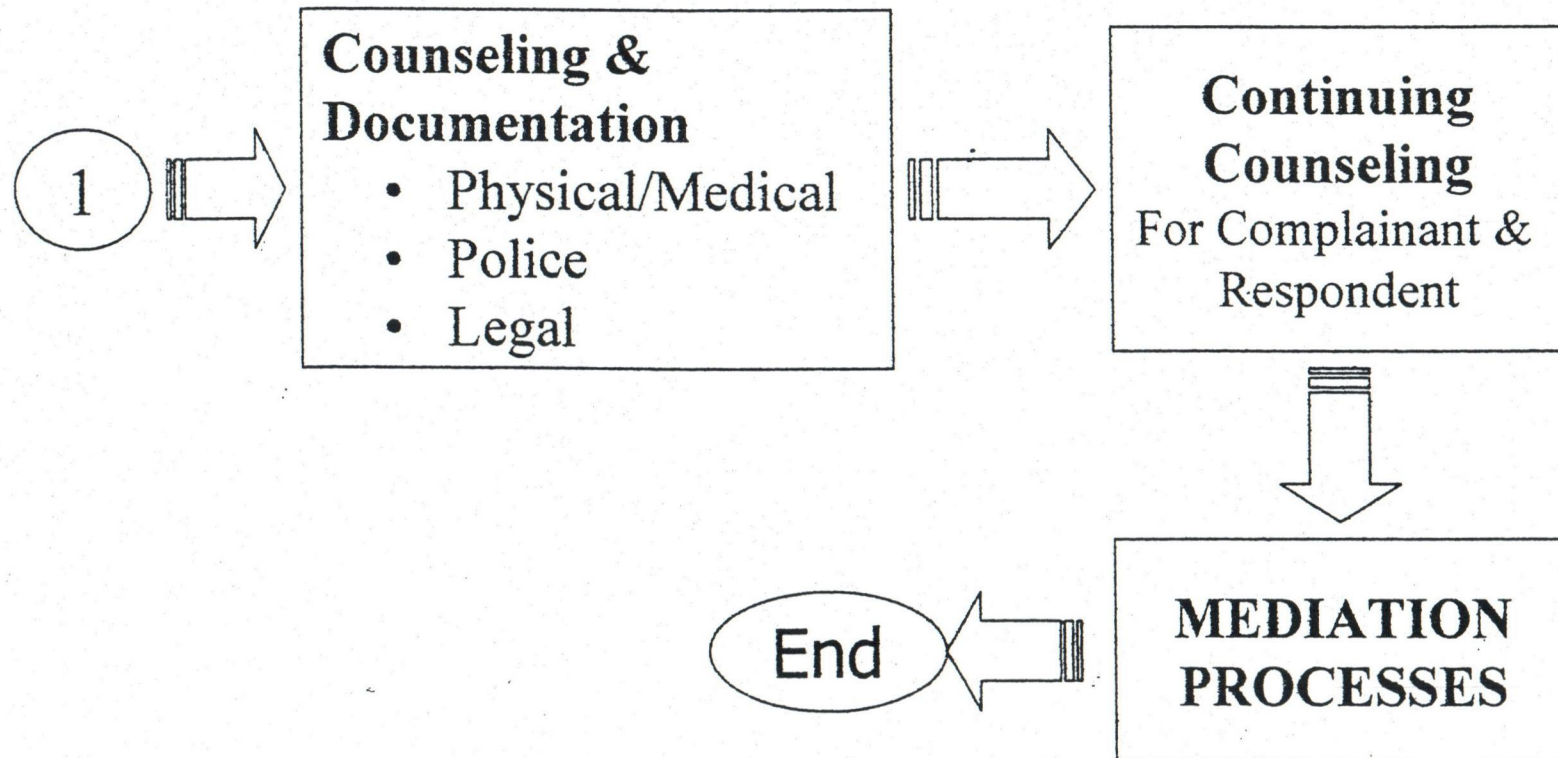 1
Counseling &
Documentation
• Physical/Medical
• Police
• Legal
Continuing
Counseling
For Complainant &
Respondent
MEDIATION
PROCESSES
End